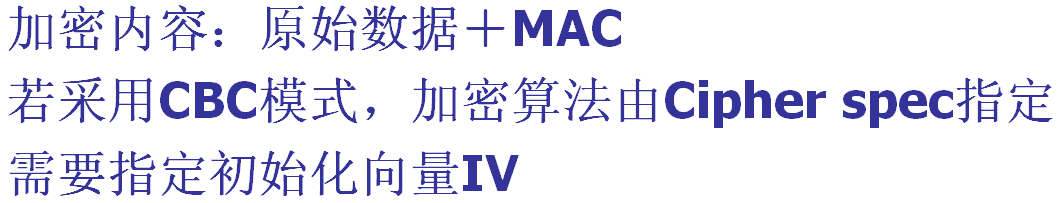 加密内容：原始数据＋MAC
若采用CBC模式，加密算法由Cipher spec指定
需要指定初始化向量IV